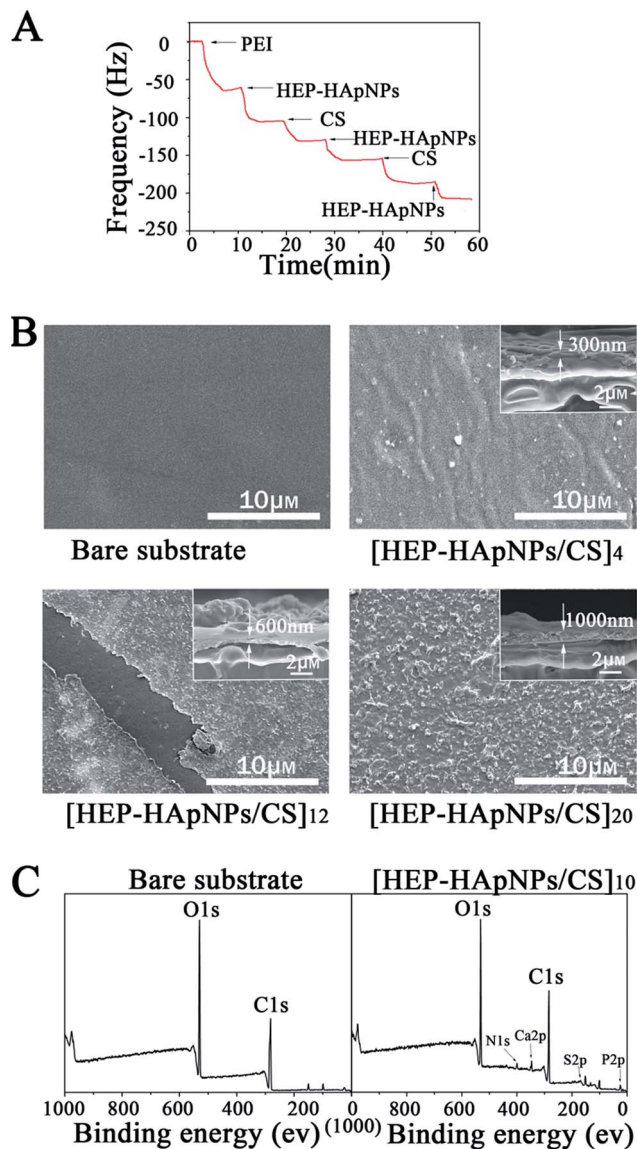 A
Frequency (Hz)
0
-50
-100
-150
-200
-250
PEI
HEP-HApNPs
CS
HEP-HApNPs
CS
HEP-HApNPs
0 10 20 30 40 50 60
Time(min)
B
10μM
Bare substrate
300nm
2μM
10μM
[HEP-HApNPs/CS]4
600nm
2μM
10μM
[HEP-HApNPs/CS]12
1000nm
2μM
10μM
[HEP-HApNPs/CS]20
C
Bare substrate
O1s
C1s
1000 800 600 400 200 0
Binding energy (ev)
[HEP-HApNPs/CS]10
O1s
C1s
N1s
Ca2p
S2p
P2p
(1000) 800 600 400 200 0
Binding energy (ev)